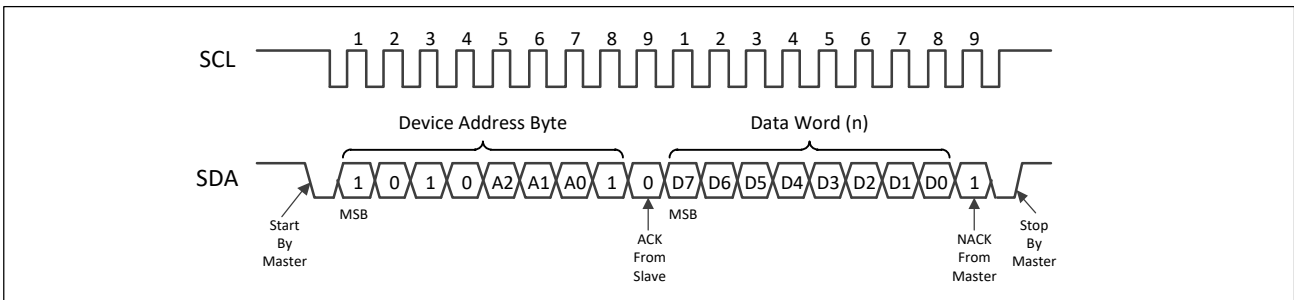 1 2 3 4 5 6 7 8 9 1 2 3 4 5 6 7 8 9
SCL
Device Address Byte Data Word (n)
SDA 1 0 1 0 A2 A1 A0 1 0 D7 D6 D5 D4 D3 D2 D1 D0 1
MSB MSB
Start By Master
ACK From Slave
NACK From Master
Stop By Master